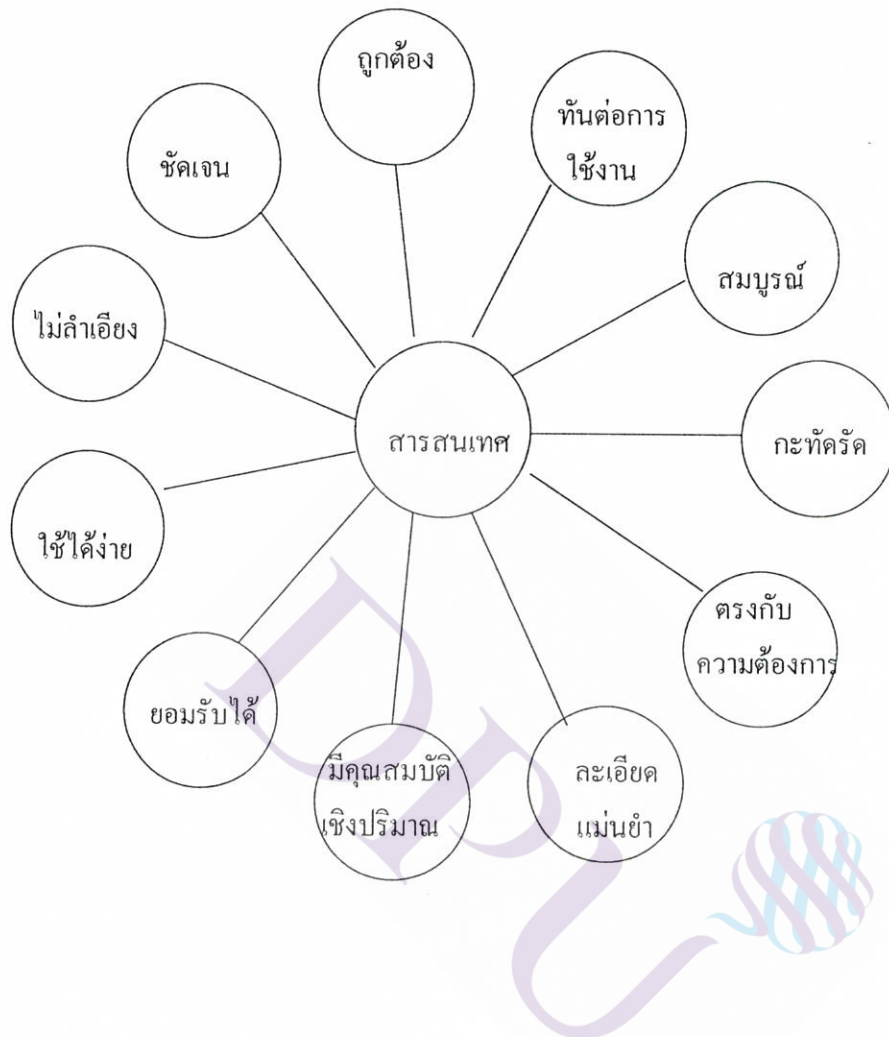 ถูกต้อง
ทันต่อการ
ใช้งาน
สมบูรณ์
กะทัดรัด
ตรงกับ
ความต้องการ
ละเอียด
แม่นยำ
มีคุณสมบัติ
เชิงปริมาณ
ยอมรับได้
ใช้ได้ง่าย
ไม่ลำเอียง
ชัดเจน
สารสนเทศ
DPU